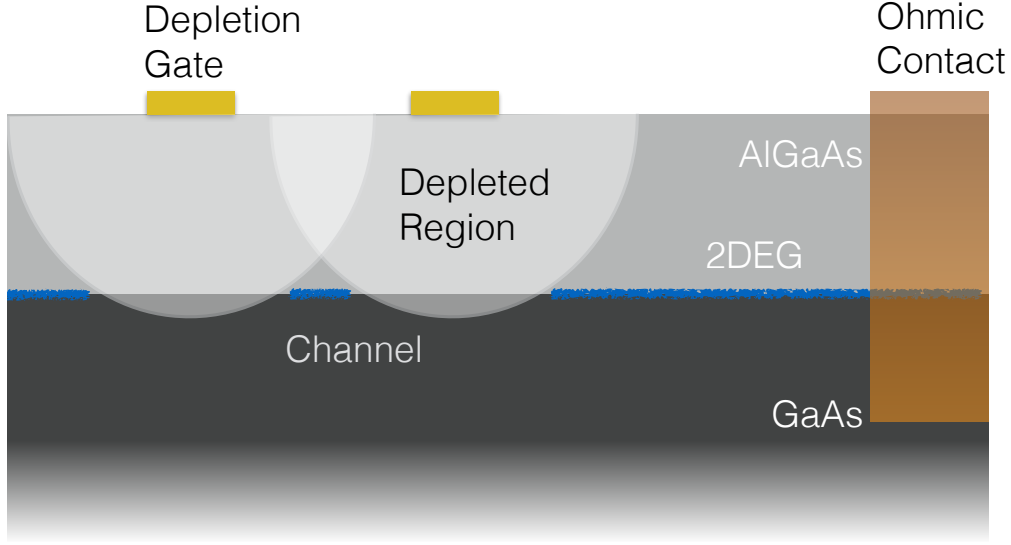 Depletion
Gate
Ohmic
Contact
AlGaAs
Depleted
Region
2DEG
Channel
GaAs